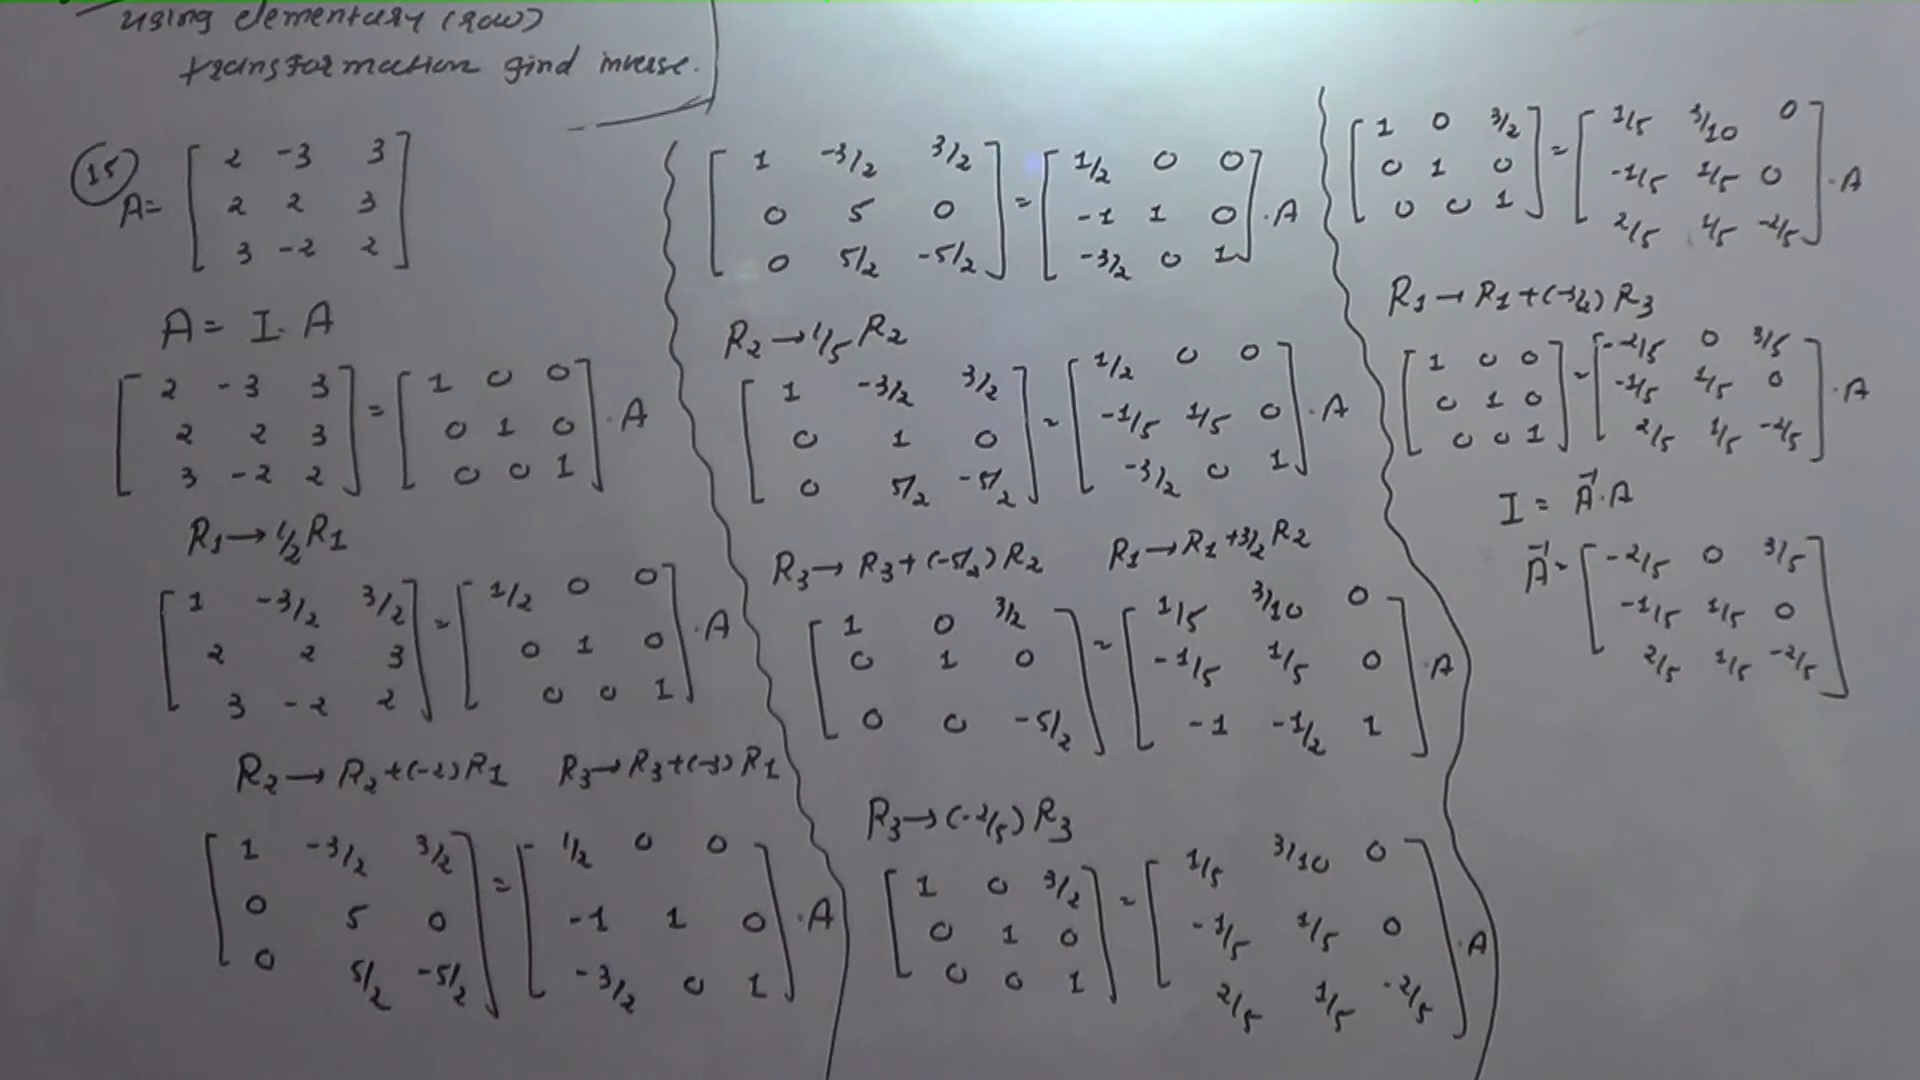 using elementary (row)
transformation find inverse.
(15)
A= [ 2 -3 3
2 2 3
3 -2 2 ]
A = I. A
[ 2 -3 3 ] = [ 1 0 0 ] .A
2 2 3 0 1 0
3 -2 2 0 0 1
R1→ 1/2 R1
[ 1 -3/2 3/2 ] = [ 1/2 0 0 ] .A
2 2 3 0 1 0
3 -2 2 0 0 1
R2→ R2+(-2)R1 R3→R3+(-3)R1
[ 1 -3/2 3/2 ] = [ 1/2 0 0 ] .A
0 5 0 -1 1 0
0 5/2 -5/2 -3/2 0 1
[ 1 -3/2 3/2 ] = [ 1/2 0 0 ] .A
0 5 0 -1 1 0
0 5/2 -5/2 -3/2 0 1
R2→1/5 R2
[ 1 -3/2 3/2 ] = [ 1/2 0 0 ] .A
0 1 0 -1/5 1/5 0
0 5/2 -5/2 -3/2 0 1
R3→ R3+(-5/2)R2 R1→R1+3/2 R2
[ 1 0 3/2 ] = [ 1/5 3/10 0 ] .A
0 1 0 -1/5 1/5 0
0 0 -5/2 -1 -1/2 1
R3→(-2/5) R3
[ 1 0 3/2 ] = [ 1/5 3/10 0 ] .A
0 1 0 -1/5 1/5 0
0 0 1 2/5 1/5 -2/5
[ 1 0 3/2 ] = [ 1/5 3/10 0 ] .A
0 1 0 -1/5 1/5 0
0 0 1 2/5 1/5 -2/5
R1→R1+(-3/2) R3
[ 1 0 0 ] = [ -2/5 0 3/5 ] .A
0 1 0 -1/5 1/5 0
0 0 1 2/5 1/5 -2/5
I = A⁻¹.A
A⁻¹= [ -2/5 0 3/5
-1/5 1/5 0
2/5 1/5 -2/5 ]